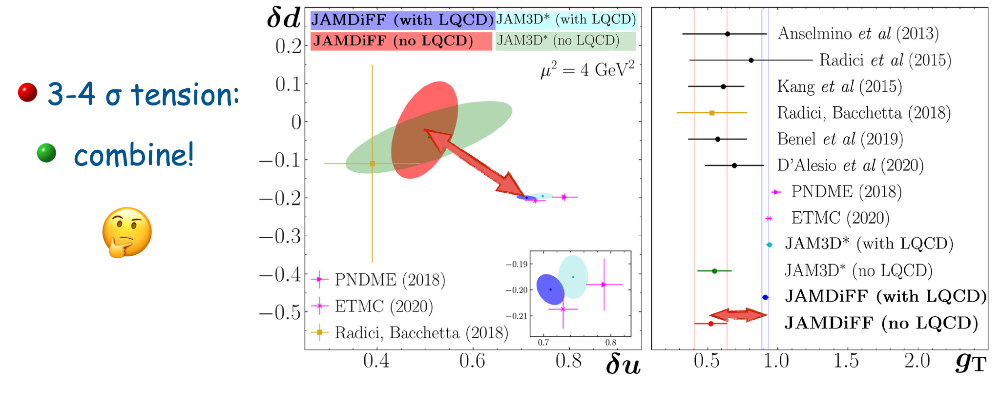 3-4 σ tension:
combine!
δd
JAMDiFF (with LQCD) JAM3D* (with LQCD)
JAMDiFF (no LQCD) JAM3D* (no LQCD)
μ² = 4 GeV²
0.2
0.1
0
−0.1
−0.2
−0.3
−0.4
−0.5
PNDME (2018)
ETMC (2020)
Radici, Bacchetta (2018)
−0.19
−0.20
−0.21
0.7 0.8
0.4 0.6 0.8
δu
Anselmino et al (2013)
Radici et al (2015)
Kang et al (2015)
Radici, Bacchetta (2018)
Benel et al (2019)
D'Alesio et al (2020)
PNDME (2018)
ETMC (2020)
JAM3D* (with LQCD)
JAM3D* (no LQCD)
JAMDiFF (with LQCD)
JAMDiFF (no LQCD)
0.5 1.0 1.5 2.0
gT